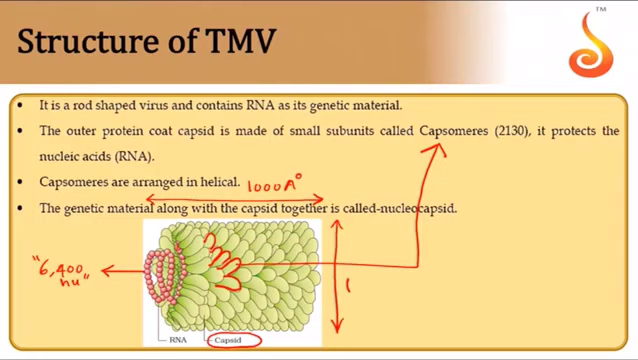 TM
Structure of TMV
• It is a rod shaped virus and contains RNA as its genetic material.
• The outer protein coat capsid is made of small subunits called Capsomeres (2130), it protects the
nucleic acids (RNA).
• Capsomeres are arranged in helical.
1000A°
• The genetic material along with the capsid together is called-nucleocapsid.
"6,400
nu"
RNA
Capsid